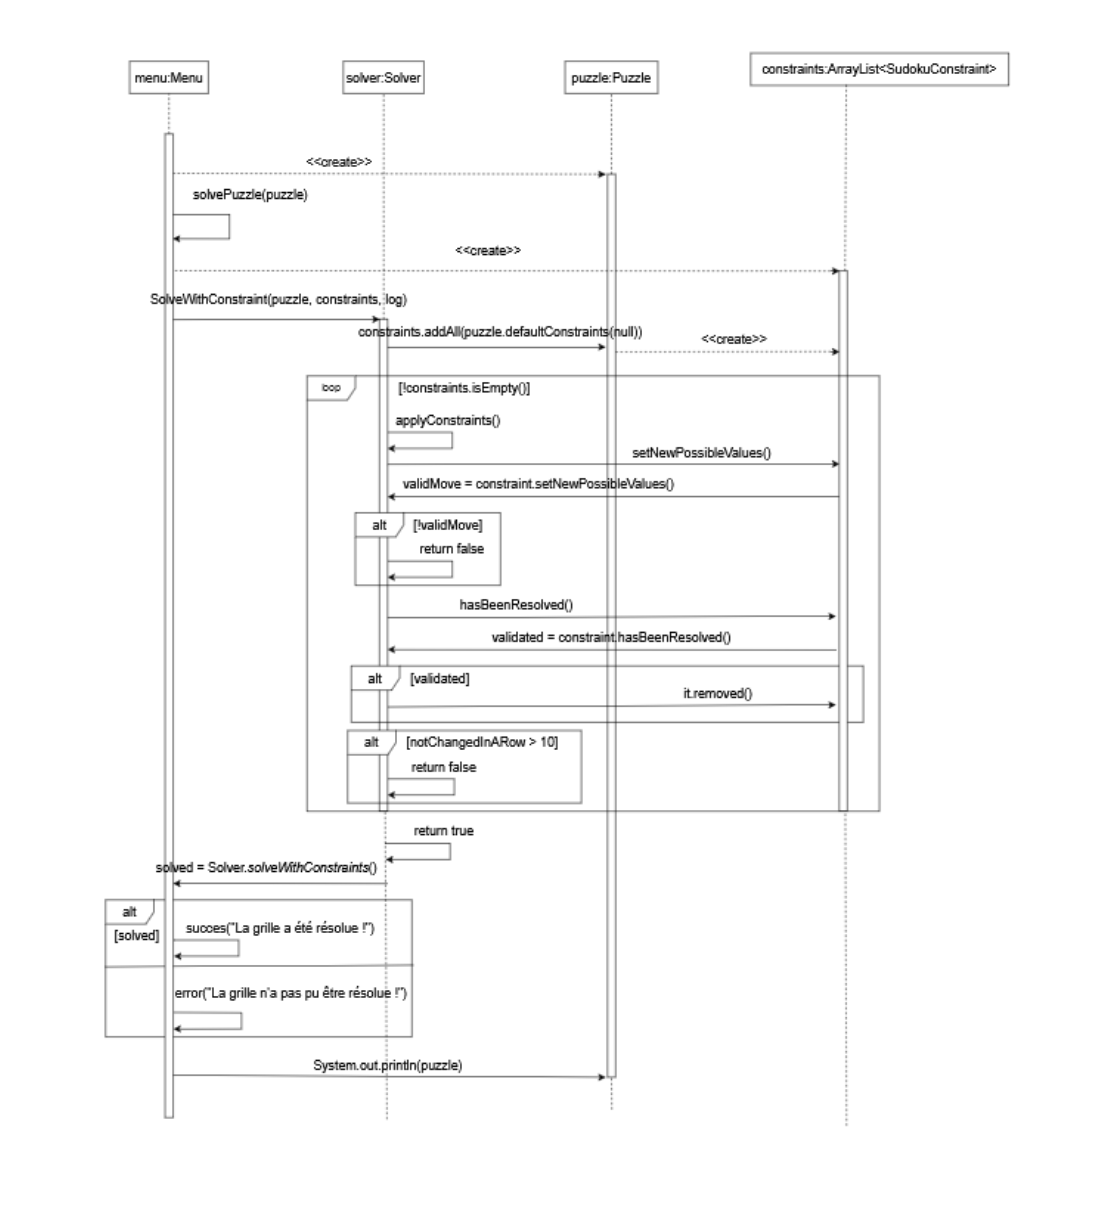 menu:Menu
solver:Solver
puzzle:Puzzle
constraints:ArrayList<SudokuConstraint>
<<create>>
solvePuzzle(puzzle)
<<create>>
SolveWithConstraint(puzzle, constraints, log)
constraints.addAll(puzzle.defaultConstraints(null))
<<create>>
loop
[!constraints.isEmpty()]
applyConstraints()
setNewPossibleValues()
validMove = constraint.setNewPossibleValues()
alt
[!validMove]
return false
hasBeenResolved()
validated = constraint.hasBeenResolved()
alt
[validated]
it.removed()
alt
[notChangedInARow > 10]
return false
return true
solved = Solver.solveWithConstraints()
alt
[solved]
succes("La grille a été résolue !")
error("La grille n'a pas pu être résolue !")
System.out.println(puzzle)